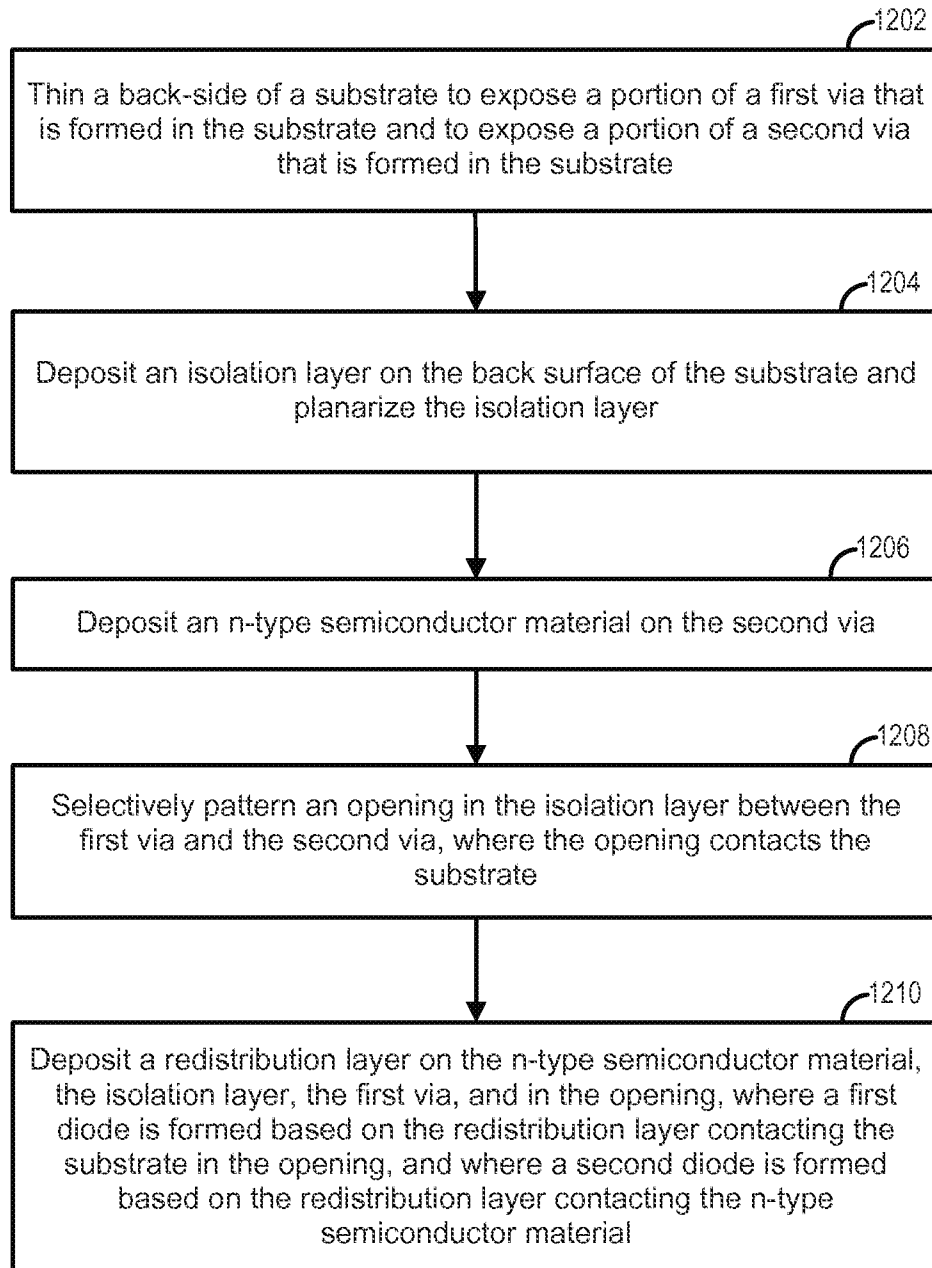 1202
Thin a back-side of a substrate to expose a portion of a first via that
is formed in the substrate and to expose a portion of a second via
that is formed in the substrate
1204
Deposit an isolation layer on the back surface of the substrate and
planarize the isolation layer
1206
Deposit an n-type semiconductor material on the second via
1208
Selectively pattern an opening in the isolation layer between the
first via and the second via, where the opening contacts the
substrate
1210
Deposit a redistribution layer on the n-type semiconductor material,
the isolation layer, the first via, and in the opening, where a first
diode is formed based on the redistribution layer contacting the
substrate in the opening, and where a second diode is formed
based on the redistribution layer contacting the n-type
semiconductor material